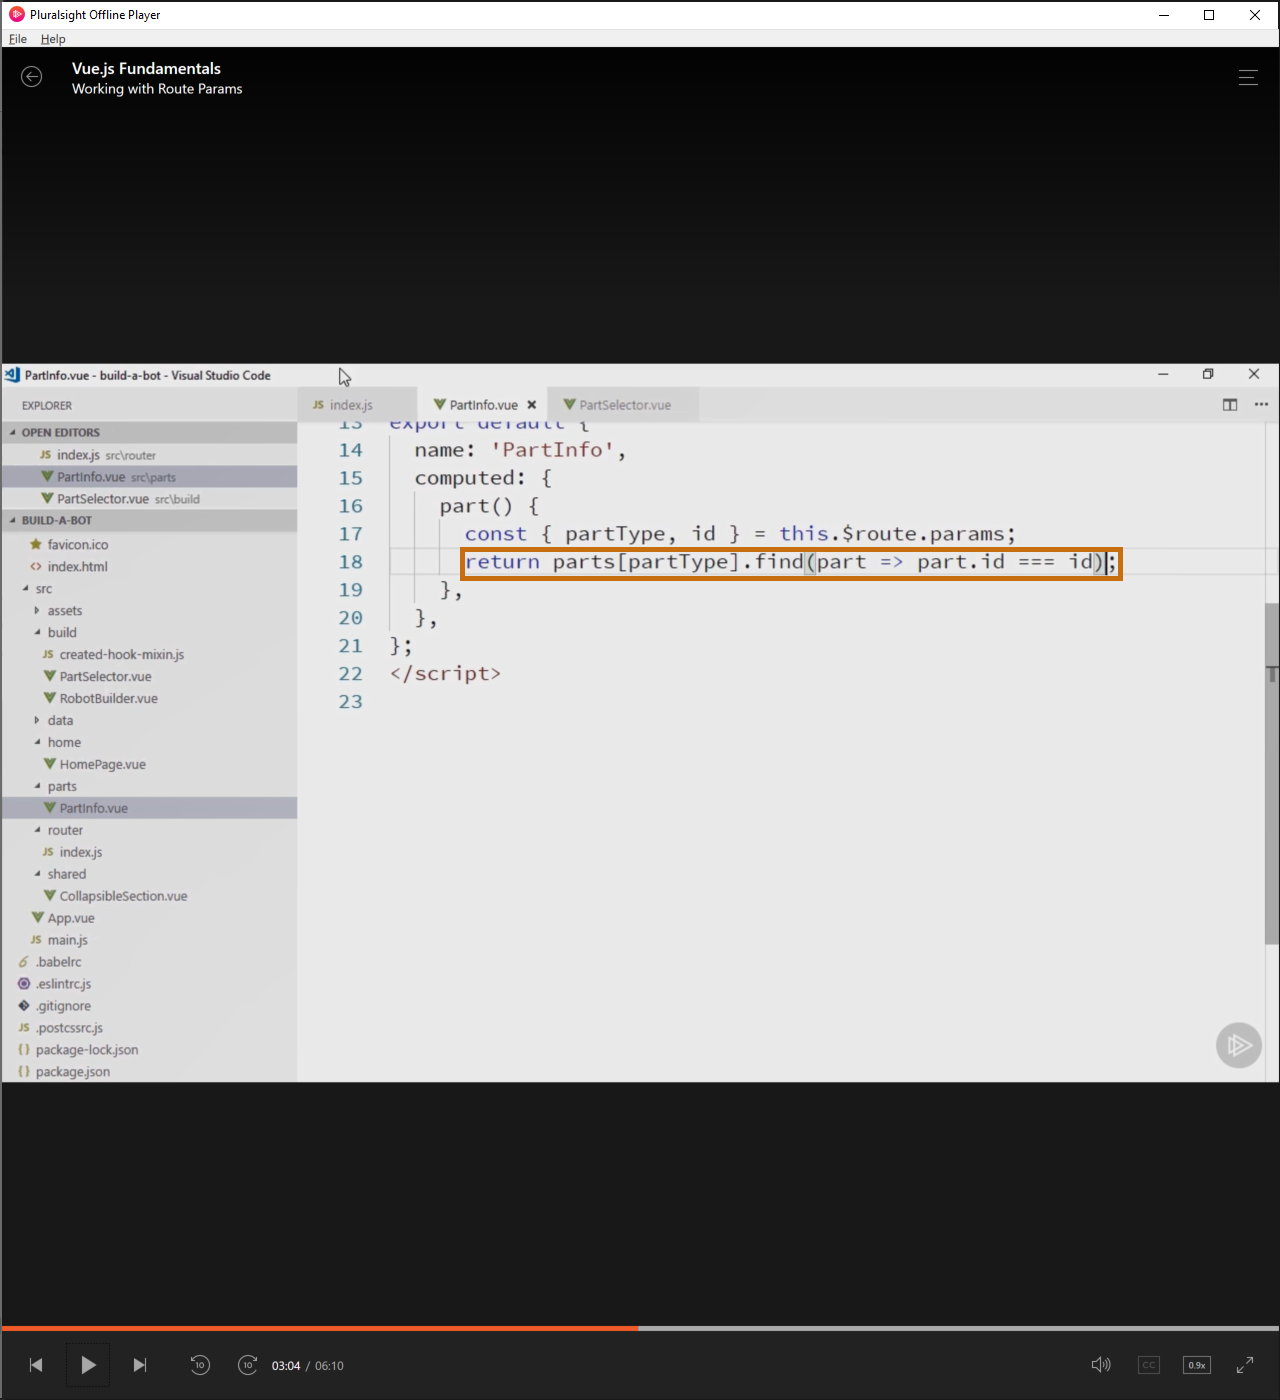 Pluralsight Offline Player
File Help
Vue.js Fundamentals
Working with Route Params
PartInfo.vue - build-a-bot - Visual Studio Code
EXPLORER
JS index.js PartInfo.vue PartSelector.vue
OPEN EDITORS
JS index.js src\router
PartInfo.vue src\parts
PartSelector.vue src\build
BUILD-A-BOT
favicon.ico
<> index.html
src
assets
build
JS created-hook-mixin.js
PartSelector.vue
RobotBuilder.vue
data
home
HomePage.vue
parts
PartInfo.vue
router
JS index.js
shared
CollapsibleSection.vue
App.vue
JS main.js
.babelrc
.eslintrc.js
.gitignore
JS .postcssrc.js
{} package-lock.json
{} package.json
13 export default {
14 name: 'PartInfo',
15 computed: {
16 part() {
17 const { partType, id } = this.$route.params;
18 return parts[partType].find(part => part.id === id);
19 },
20 },
21 };
22 </script>
23
10 10 03:04 / 06:10 CC 0.9x